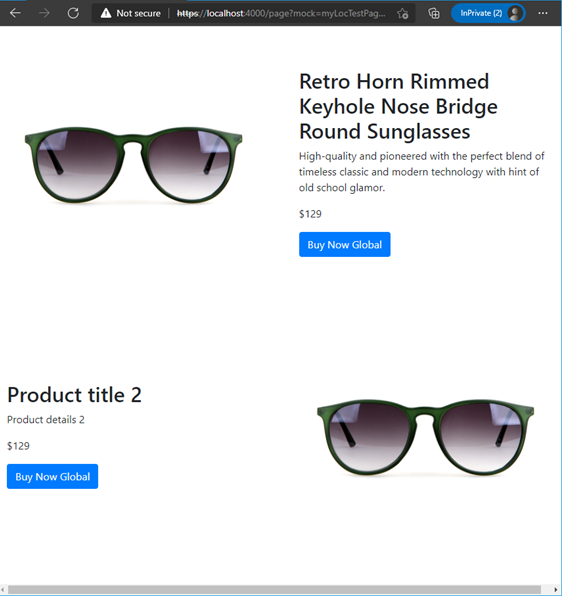 Not secure | https://localhost:4000/page?mock=myLocTestPag... InPrivate (2)
Retro Horn Rimmed
Keyhole Nose Bridge
Round Sunglasses
High-quality and pioneered with the perfect blend of
timeless classic and modern technology with hint of
old school glamor.
$129
Buy Now Global
Product title 2
Product details 2
$129
Buy Now Global